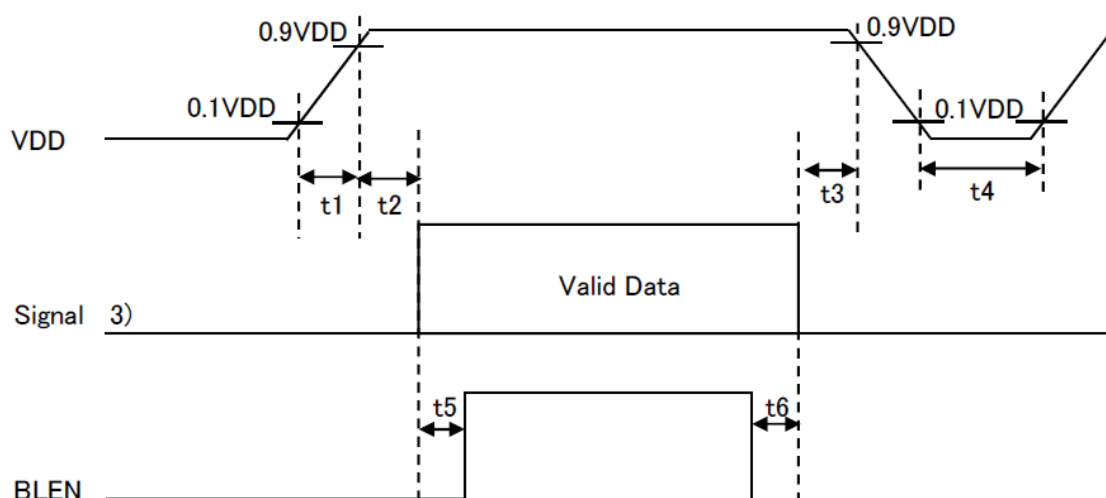 0.9VDD
0.9VDD
0.1VDD
0.1VDD
VDD
t1
t2
t3
t4
Valid Data
Signal 3)
t5
t6
BLEN